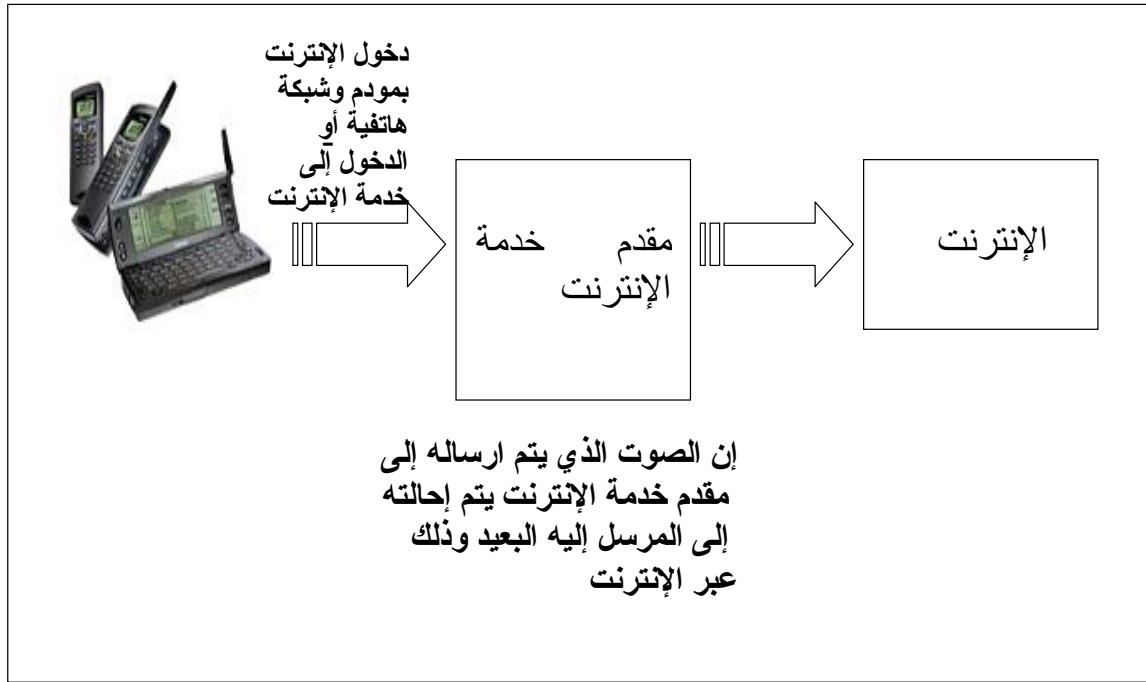 دخول الإنترنت
بمودم وشبكة
هاتفية أو
الدخول إلى
خدمة الإنترنت
مقدم خدمة
الإنترنت
الإنترنت
إن الصوت الذي يتم ارساله إلى
مقدم خدمة الإنترنت يتم إحالته
إلى المرسل إليه البعيد وذلك
عبر الإنترنت